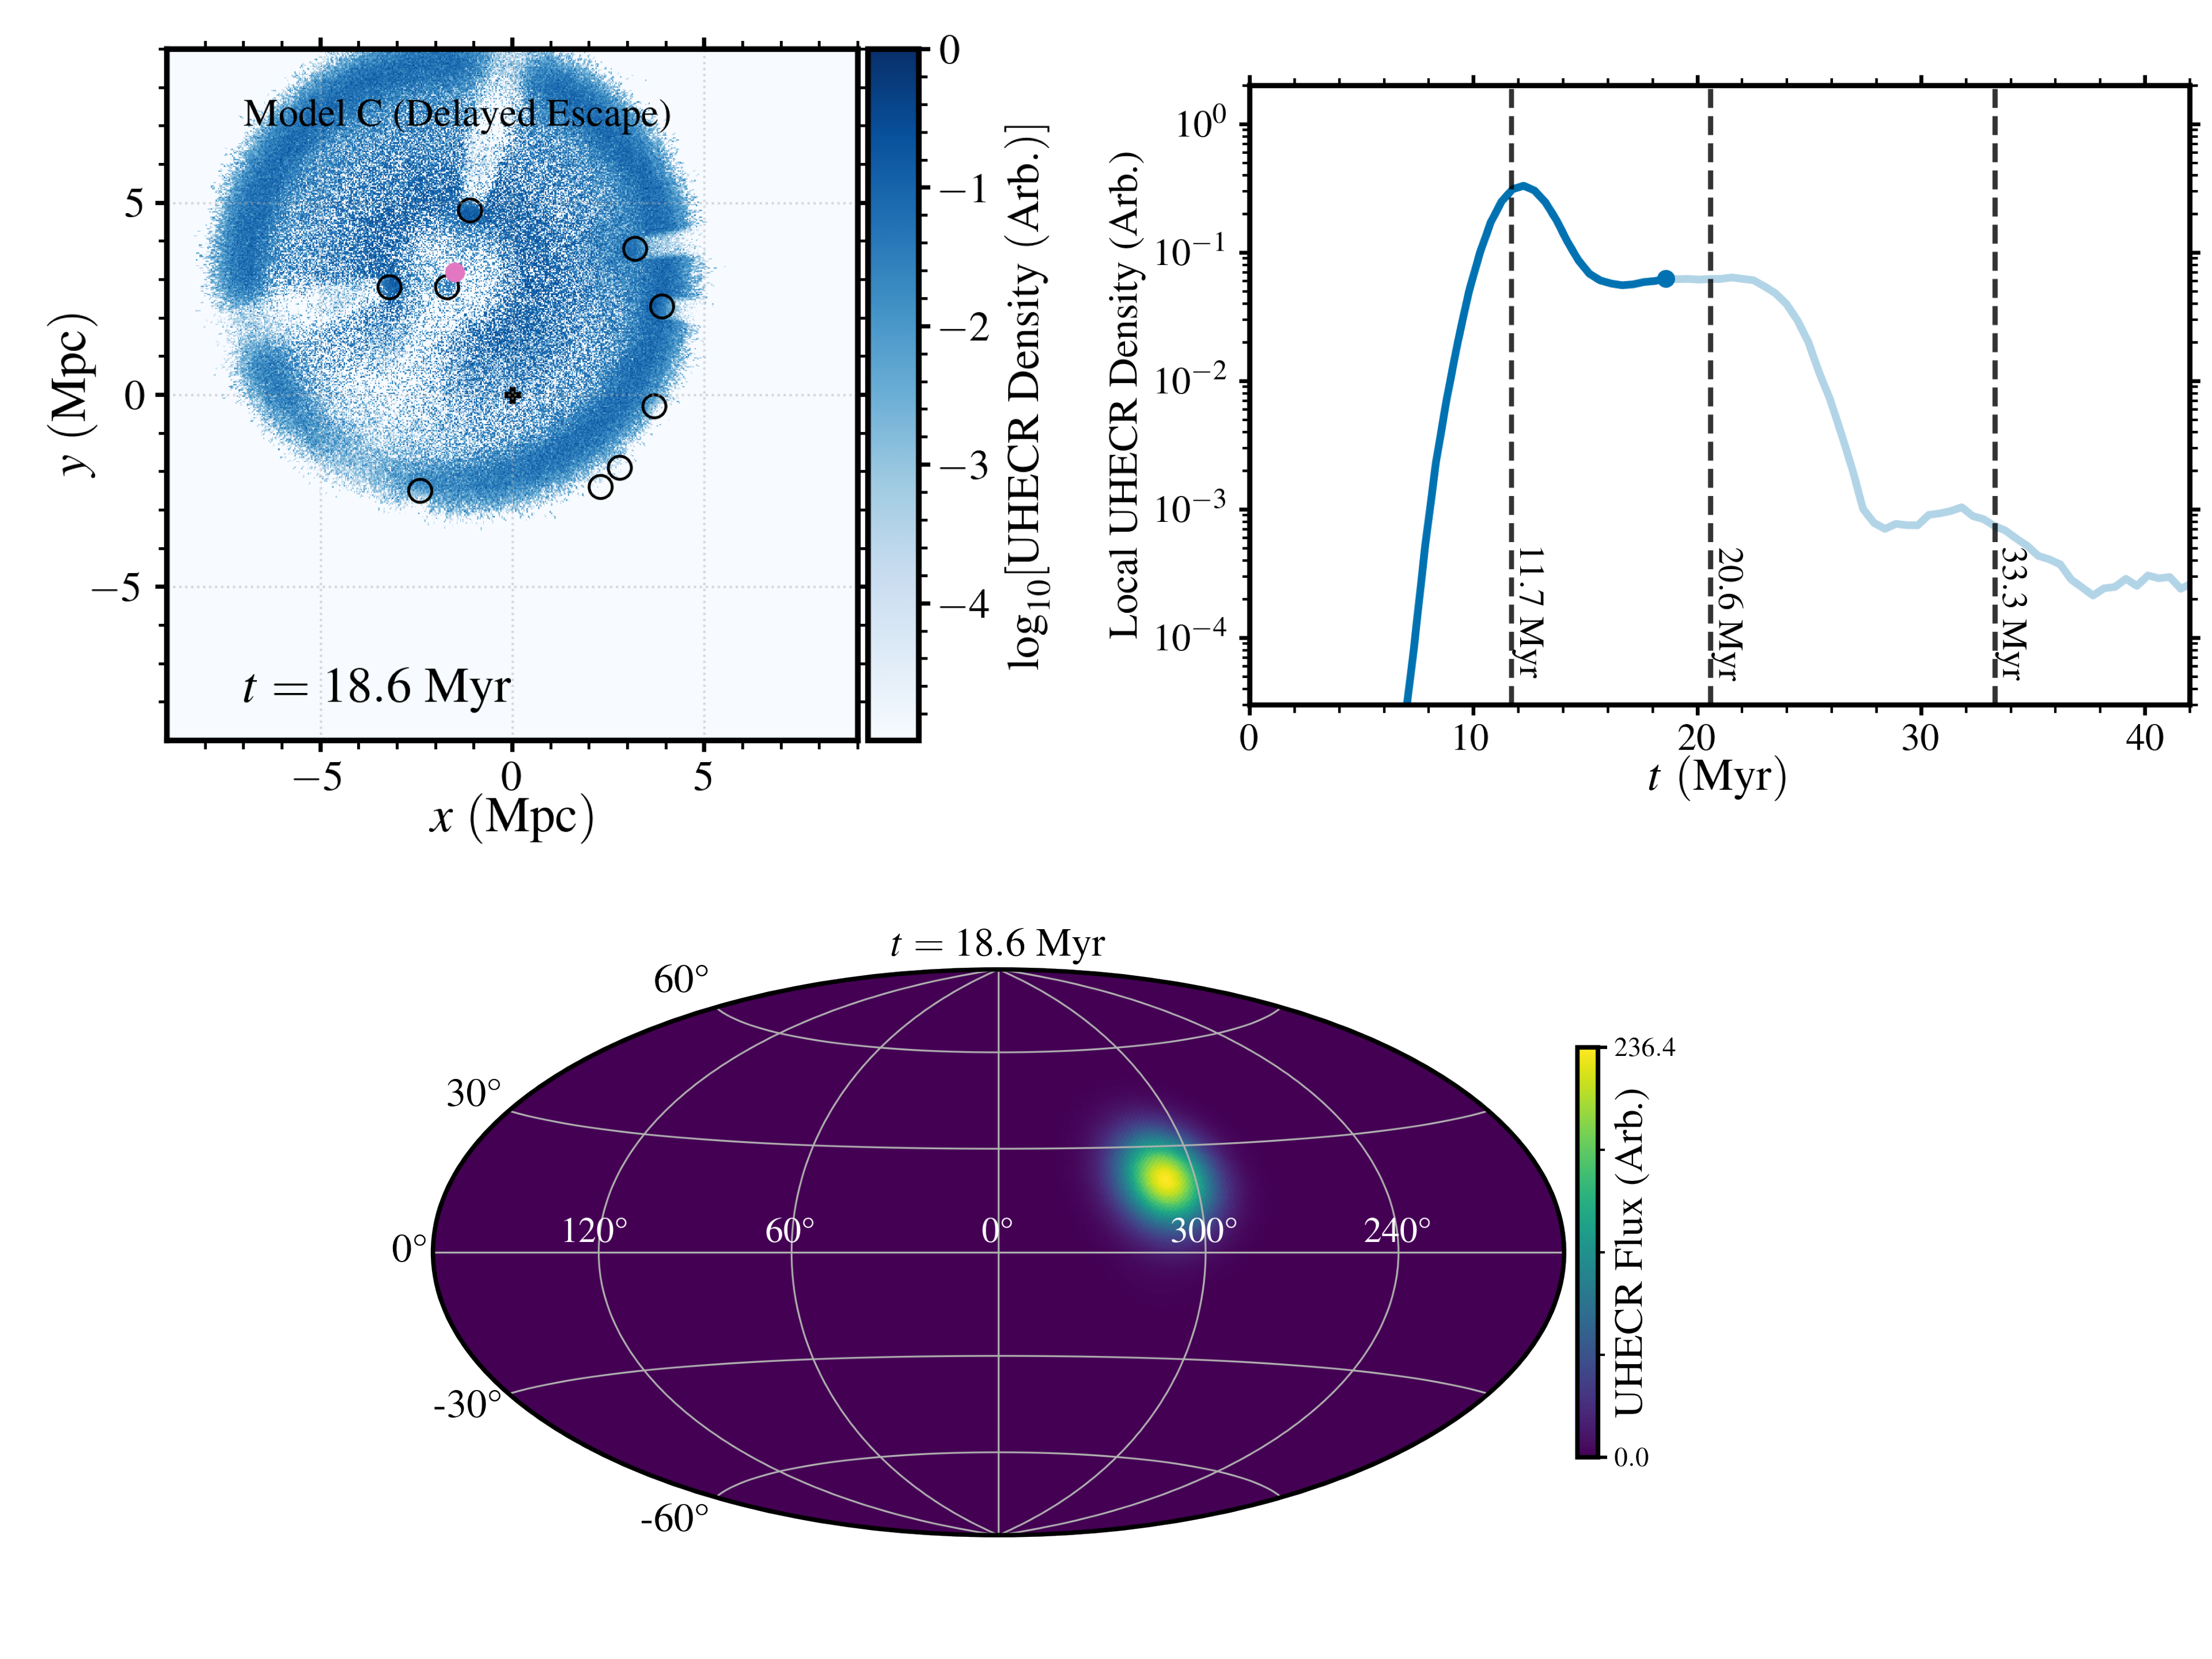 Model C (Delayed Escape)
t = 18.6 Myr
5
0
−5
y (Mpc)
−5
0
5
x (Mpc)
0
−1
−2
−3
−4
log10[UHECR Density (Arb.)]
10^0
10^−1
10^−2
10^−3
10^−4
Local UHECR Density (Arb.)
11.7 Myr
20.6 Myr
33.3 Myr
0
10
20
30
40
t (Myr)
t = 18.6 Myr
60°
30°
0°
-30°
-60°
120°
60°
0°
300°
240°
236.4
0.0
UHECR Flux (Arb.)